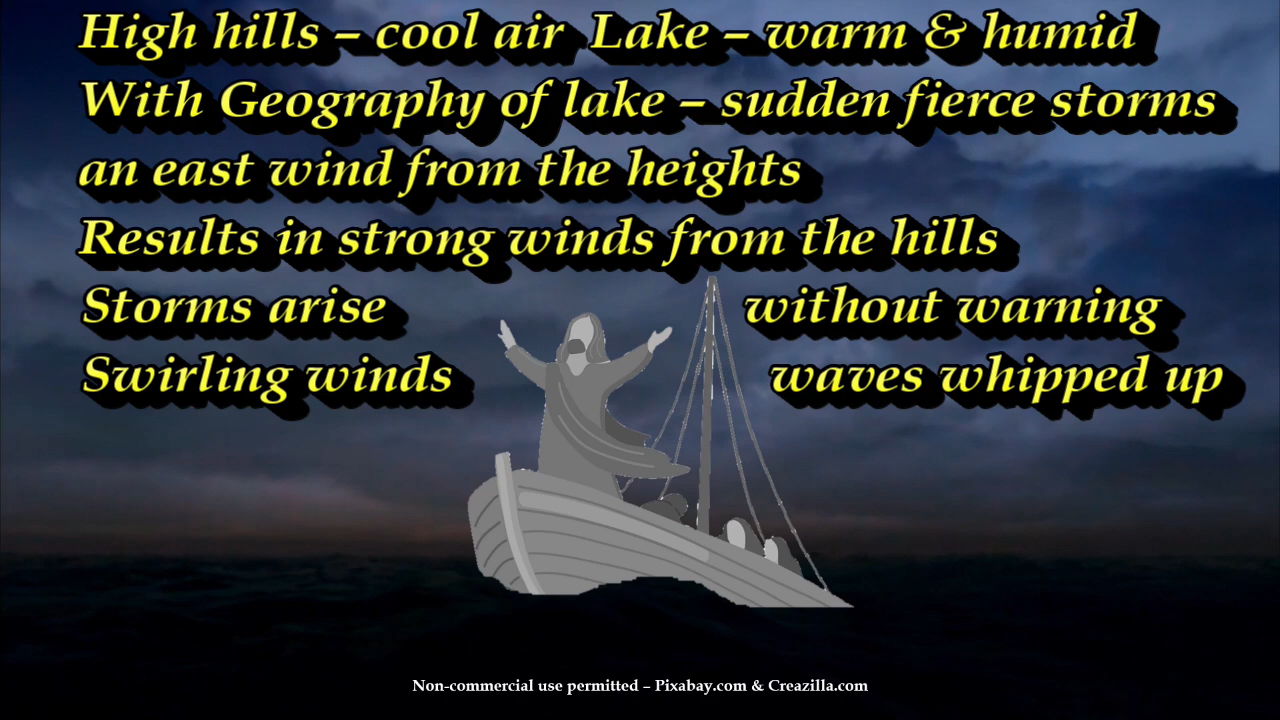 High hills – cool air  Lake – warm & humid
With Geography of lake – sudden fierce storms
an east wind from the heights
Results in strong winds from the hills
Storms arise without warning
Swirling winds waves whipped up
Non-commercial use permitted – Pixabay.com & Creazilla.com